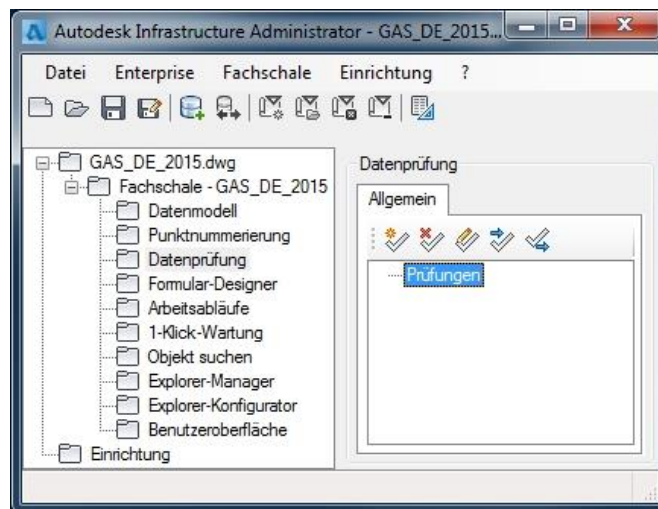 Autodesk Infrastructure Administrator - GAS_DE_2015...
Datei Enterprise Fachschale Einrichtung ?
GAS_DE_2015.dwg
Fachschale - GAS_DE_2015
Datenmodell
Punktnummerierung
Datenprüfung
Formular-Designer
Arbeitsabläufe
1-Klick-Wartung
Objekt suchen
Explorer-Manager
Explorer-Konfigurator
Benutzeroberfläche
Einrichtung
Datenprüfung
Allgemein
Prüfungen